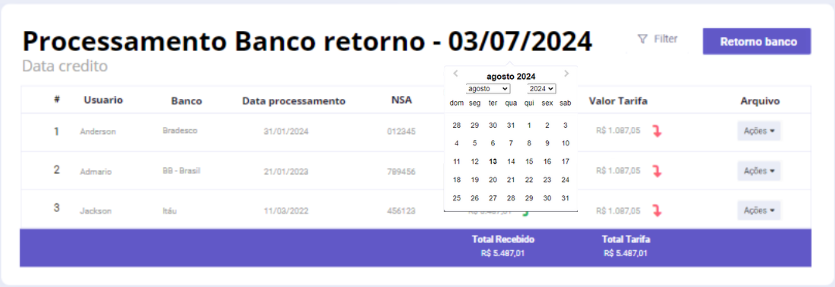 Processamento Banco retorno - 03/07/2024
Filter
Retorno banco
Data credito
agosto 2024
agosto 2024
dom seg ter qua qui sex sab
28 29 30 31 1 2 3
4 5 6 7 8 9 10
11 12 13 14 15 16 17
18 19 20 21 22 23 24
25 26 27 28 29 30 31
# Usuario Banco Data processamento NSA Valor Tarifa Arquivo
1 Anderson Bradesco 31/01/2024 012345 R$ 1.087,05 Ações
2 Admario BB - Brasil 21/01/2023 789456 R$ 1.087,05 Ações
3 Jackson Itáu 11/03/2022 456123 R$ 1.087,05 Ações
Total Recebido Total Tarifa
R$ 5.487,01 R$ 5.487,01